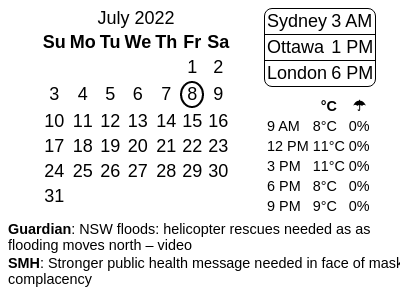 July 2022
Su Mo Tu We Th Fr Sa
1 2
3 4 5 6 7 8 9
10 11 12 13 14 15 16
17 18 19 20 21 22 23
24 25 26 27 28 29 30
31
Sydney 3 AM
Ottawa 1 PM
London 6 PM
°C ☂
9 AM 8°C 0%
12 PM 11°C 0%
3 PM 11°C 0%
6 PM 8°C 0%
9 PM 9°C 0%
Guardian: NSW floods: helicopter rescues needed as as
flooding moves north – video
SMH: Stronger public health message needed in face of mask
complacency